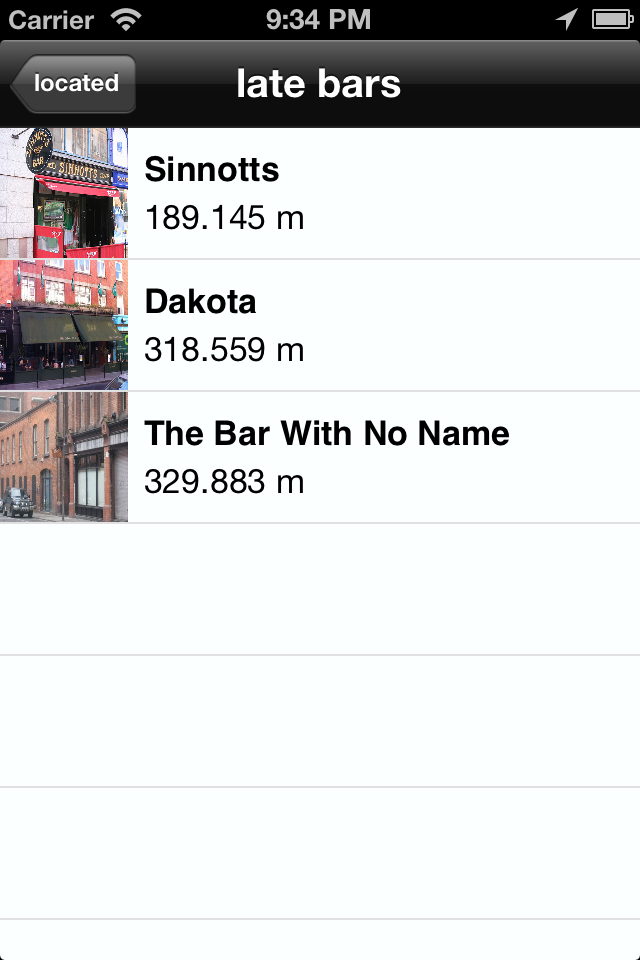 Carrier 9:34 PM
located late bars
SINNOTTS
Sinnotts
189.145 m
Dakota
318.559 m
The Bar With No Name
329.883 m